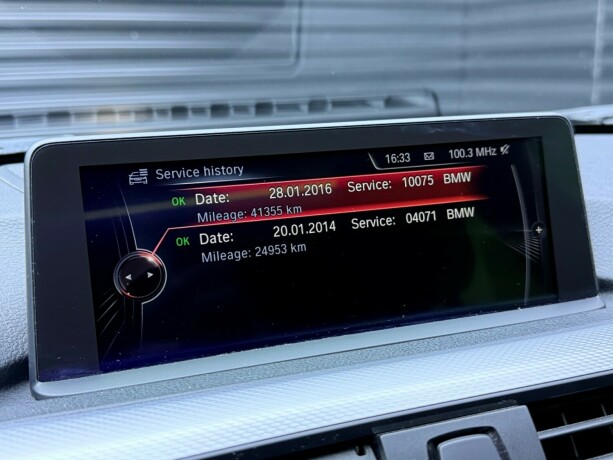 16:33 100.3 MHz
Service history
OK Date: 28.01.2016 Service: 10075 BMW
Mileage: 41355 km
OK Date: 20.01.2014 Service: 04071 BMW
Mileage: 24953 km